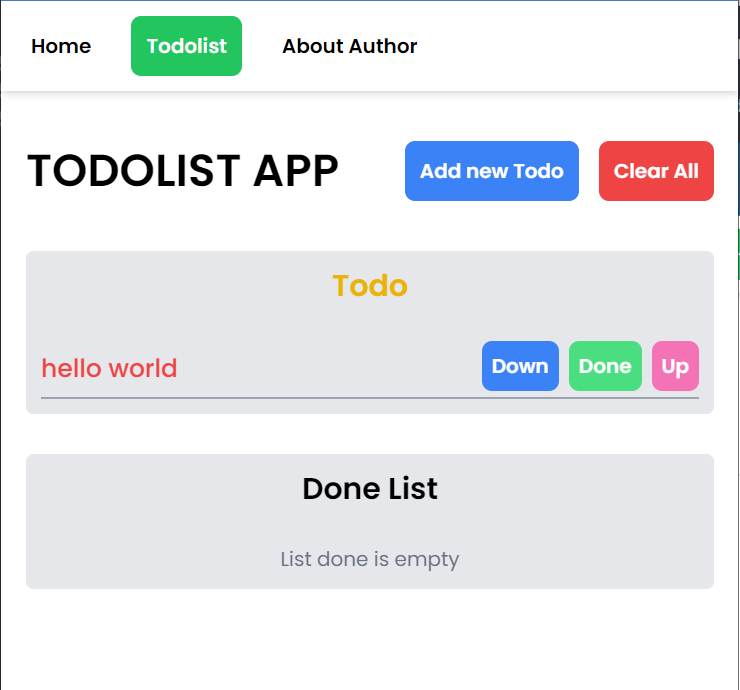 Home Todolist About Author
TODOLIST APP Add new Todo Clear All
Todo
hello world Down Done Up
Done List
List done is empty